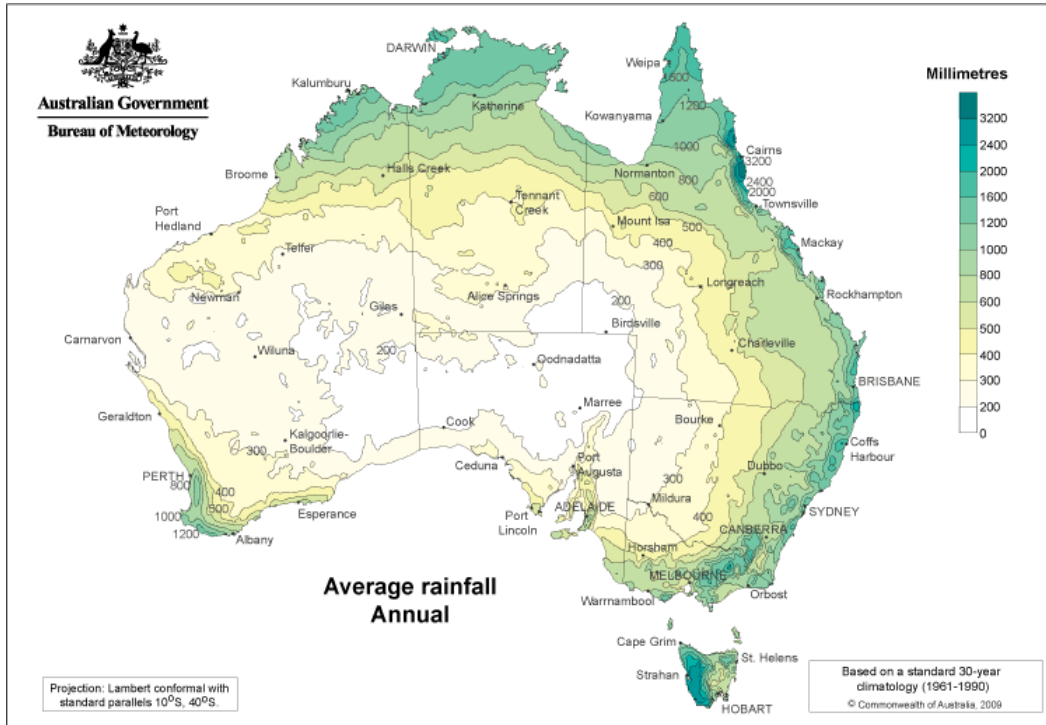 Australian Government
Bureau of Meteorology
DARWIN
Weipa
1600
Kalumburu
Katherine
1200
Kowanyama
Millimetres
3200
2400
2000
1600
1200
1000
800
600
500
400
300
200
0
Cairns
3200
2400
2000
1000
Broome
Halls Creek
Normanton
800
Townsville
600
Tennant
Creek
Port
Hedland
Mount Isa
500
Mackay
Telfer
400
300
Longreach
Newman
Alice Springs
Rockhampton
Giles
200
Birdsville
Carnarvon
Wiluna
200
Oodnadatta
Charleville
BRISBANE
Geraldton
Marree
Bourke
Cook
Kalgoorlie-
Boulder
300
Coffs
Harbour
Ceduna
Port
Augusta
Dubbo
PERTH
800
400
500
300
Mildura
1000
Esperance
Port
Lincoln
ADELAIDE
SYDNEY
400
CANBERRA
1200
Albany
Horsham
MELBOURNE
Warrnambool
Orbost
Average rainfall
Annual
Cape Grim
St. Helens
Strahan
HOBART
Projection: Lambert conformal with
standard parallels 10°S, 40°S.
Based on a standard 30-year
climatology (1961-1990)
© Commonwealth of Australia, 2009